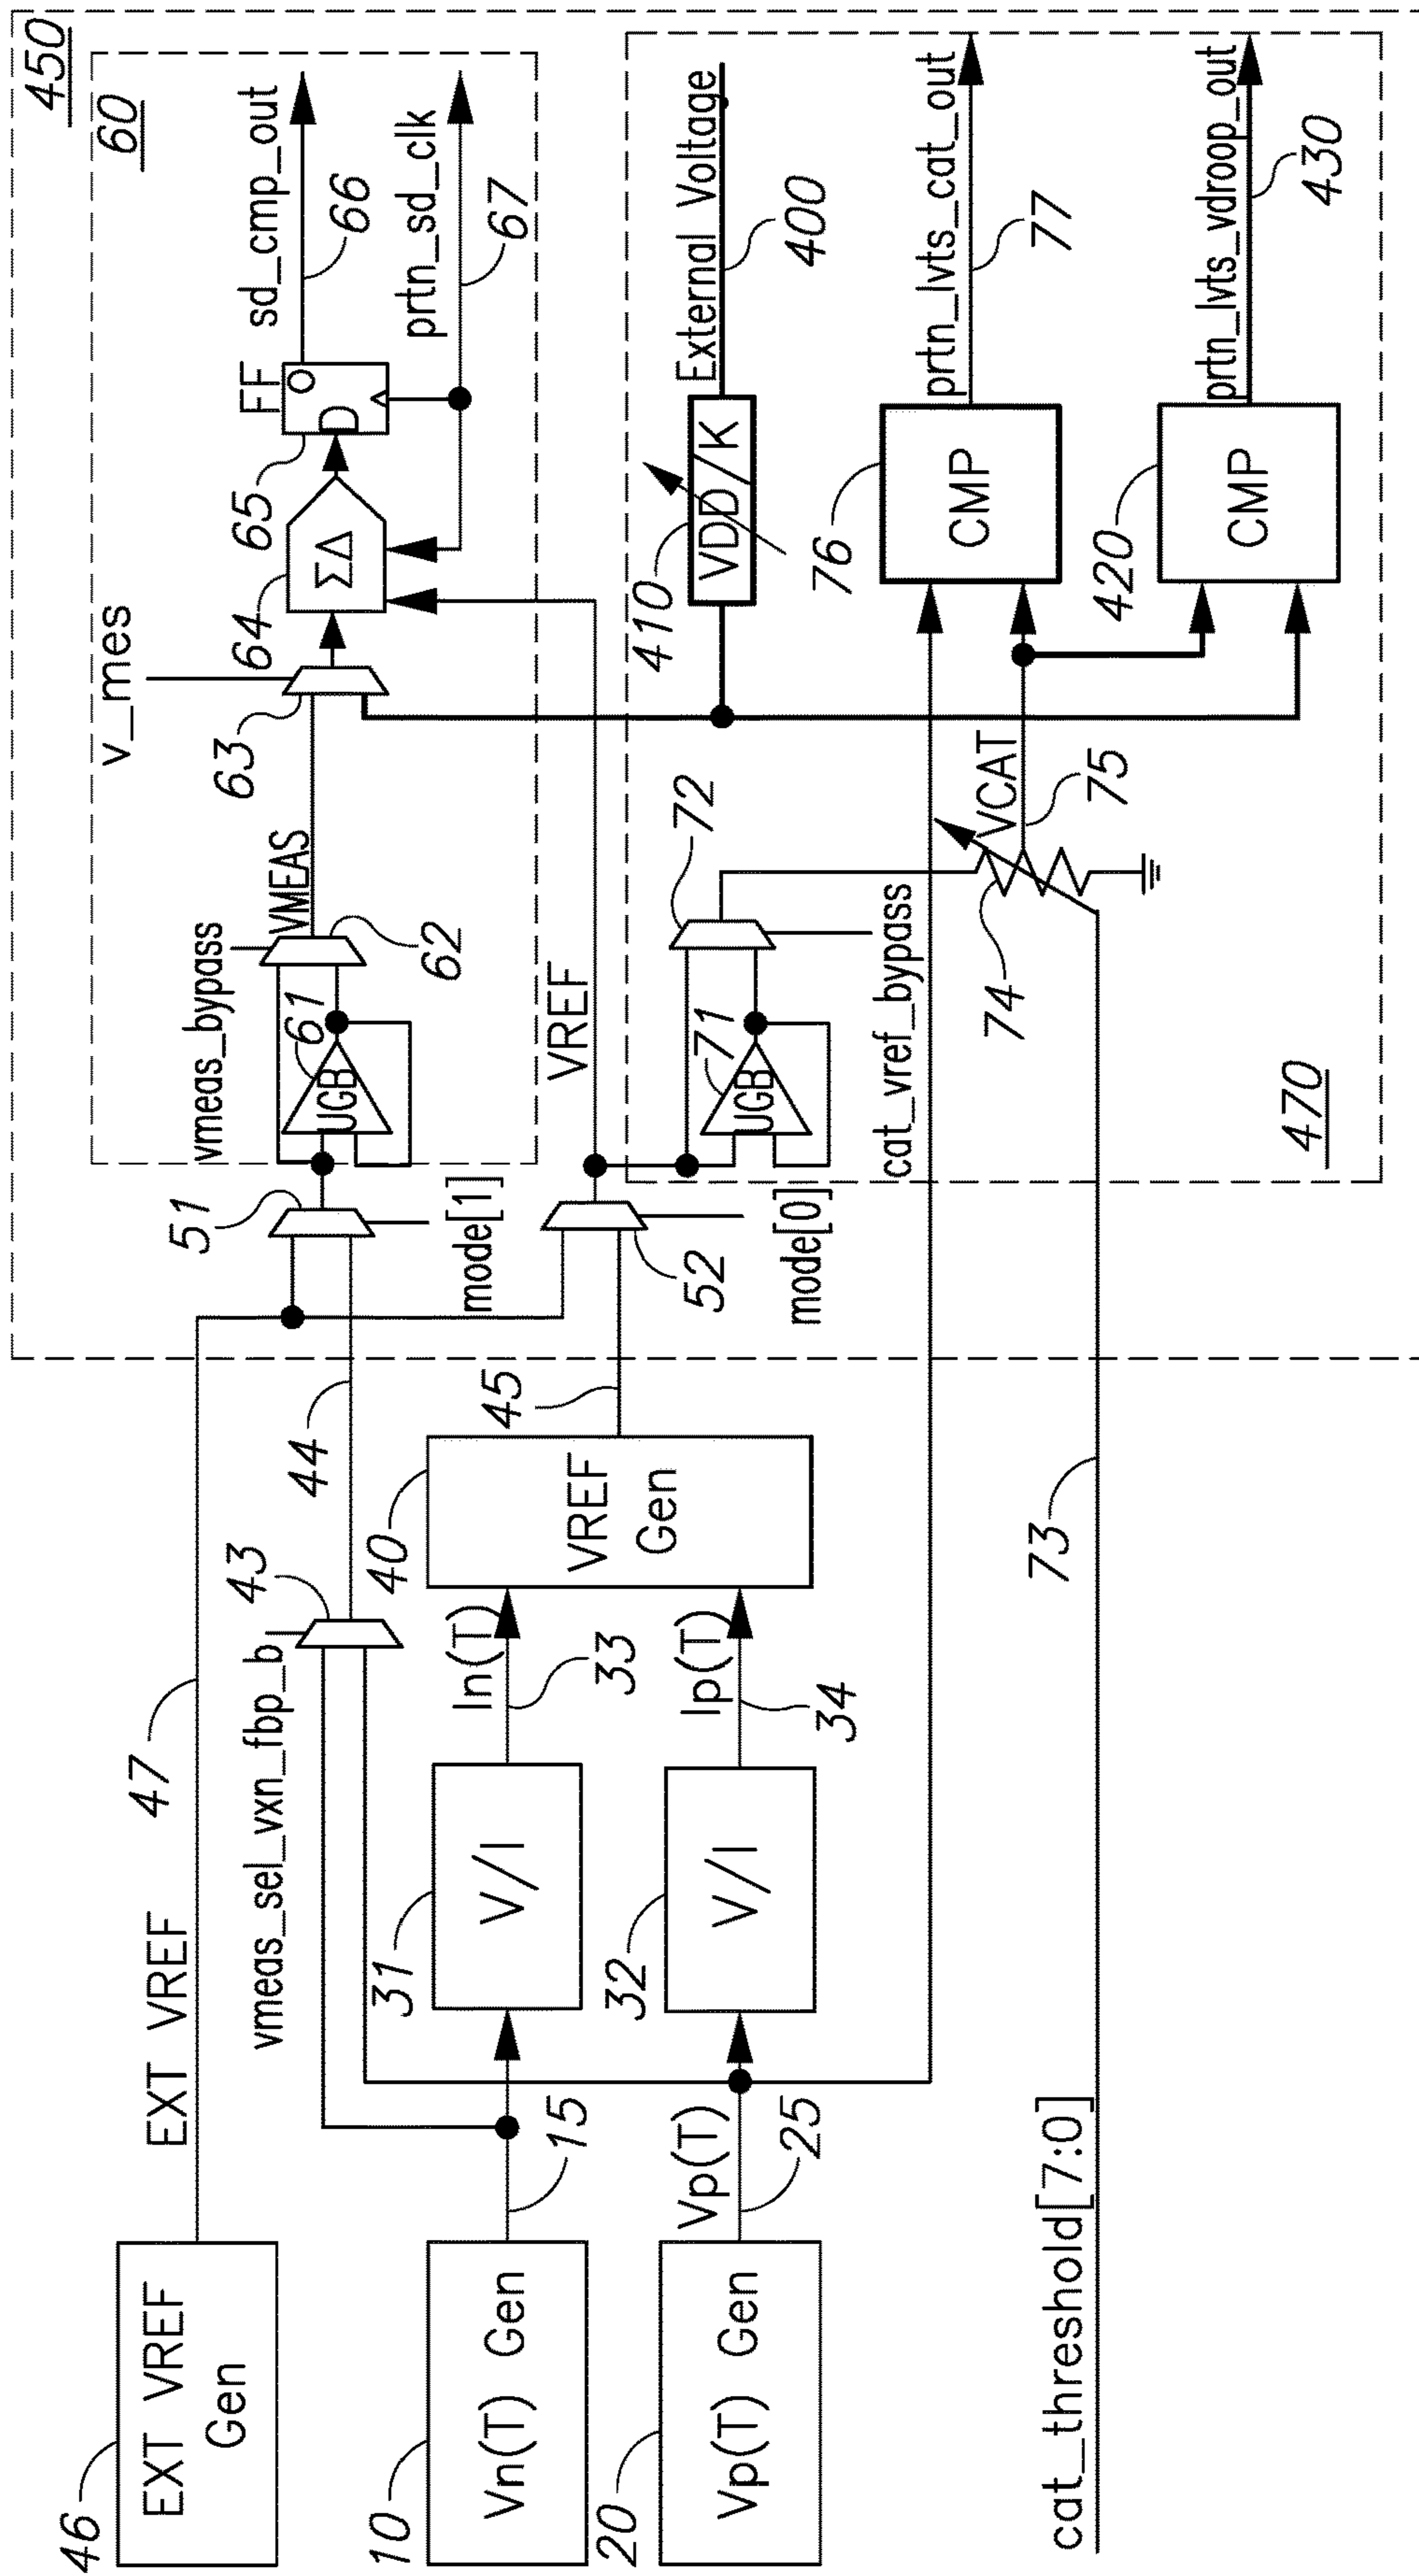 450
60
v_mes
FF
sd_cmp_out
66
prtn_sd_clk
67
65
64
ΣΔ
D
Q
63
VMEAS
vmeas_bypass
62
61
UGB
51
mode[1]
VREF
52
mode[0]
External Voltage
400
410
VDD/K
72
71
UGB
cat_vref_bypass
74
VCAT
75
76
CMP
prtn_lvts_cat_out
77
420
CMP
prtn_lvts_vdroop_out
430
470
46
EXT VREF
Gen
EXT VREF
47
vmeas_sel_vxn_fbp_b
43
44
10
Vn(T) Gen
15
31
V/I
In(T)
33
40
VREF
Gen
45
20
Vp(T) Gen
Vp(T)
25
32
V/I
Ip(T)
34
cat_threshold[7:0]
73